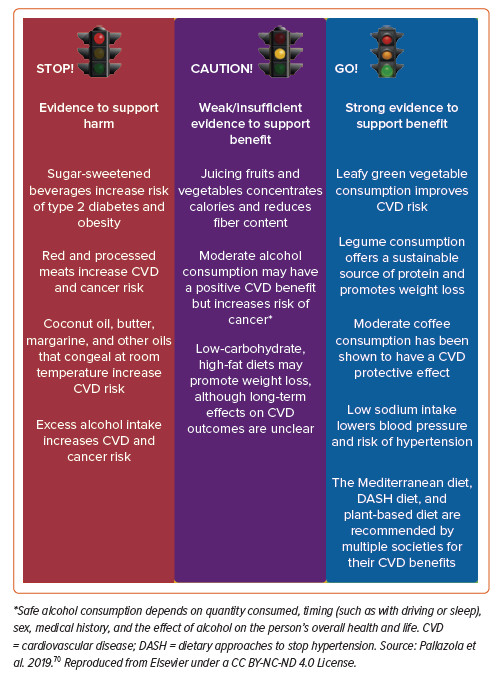 STOP!
Evidence to support
harm
Sugar-sweetened
beverages increase risk
of type 2 diabetes and
obesity
Red and processed
meats increase CVD
and cancer risk
Coconut oil, butter,
margarine, and other oils
that congeal at room
temperature increase
CVD risk
Excess alcohol intake
increases CVD and
cancer risk
CAUTION!
Weak/Insufficient
evidence to support
benefit
Juicing fruits and
vegetables concentrates
calories and reduces
fiber content
Moderate alcohol
consumption may have
a positive CVD benefit
but increases risk of
cancer*
Low-carbohydrate,
high-fat diets may
promote weight loss,
although long-term
effects on CVD
outcomes are unclear
GO!
Strong evidence to
support benefit
Leafy green vegetable
consumption improves
CVD risk
Legume consumption
offers a sustainable
source of protein and
promotes weight loss
Moderate coffee
consumption has been
shown to have a CVD
protective effect
Low sodium intake
lowers blood pressure
and risk of hypertension
The Mediterranean diet,
DASH diet, and
plant-based diet are
recommended by
multiple societies for
their CVD benefits
*Safe alcohol consumption depends on quantity consumed, timing (such as with driving or sleep),
sex, medical history, and the effect of alcohol on the person's overall health and life. CVD
= cardiovascular disease; DASH = dietary approaches to stop hypertension. Source: Pallazola et
al. 2019.70 Reproduced from Elsevier under a CC BY-NC-ND 4.0 License.